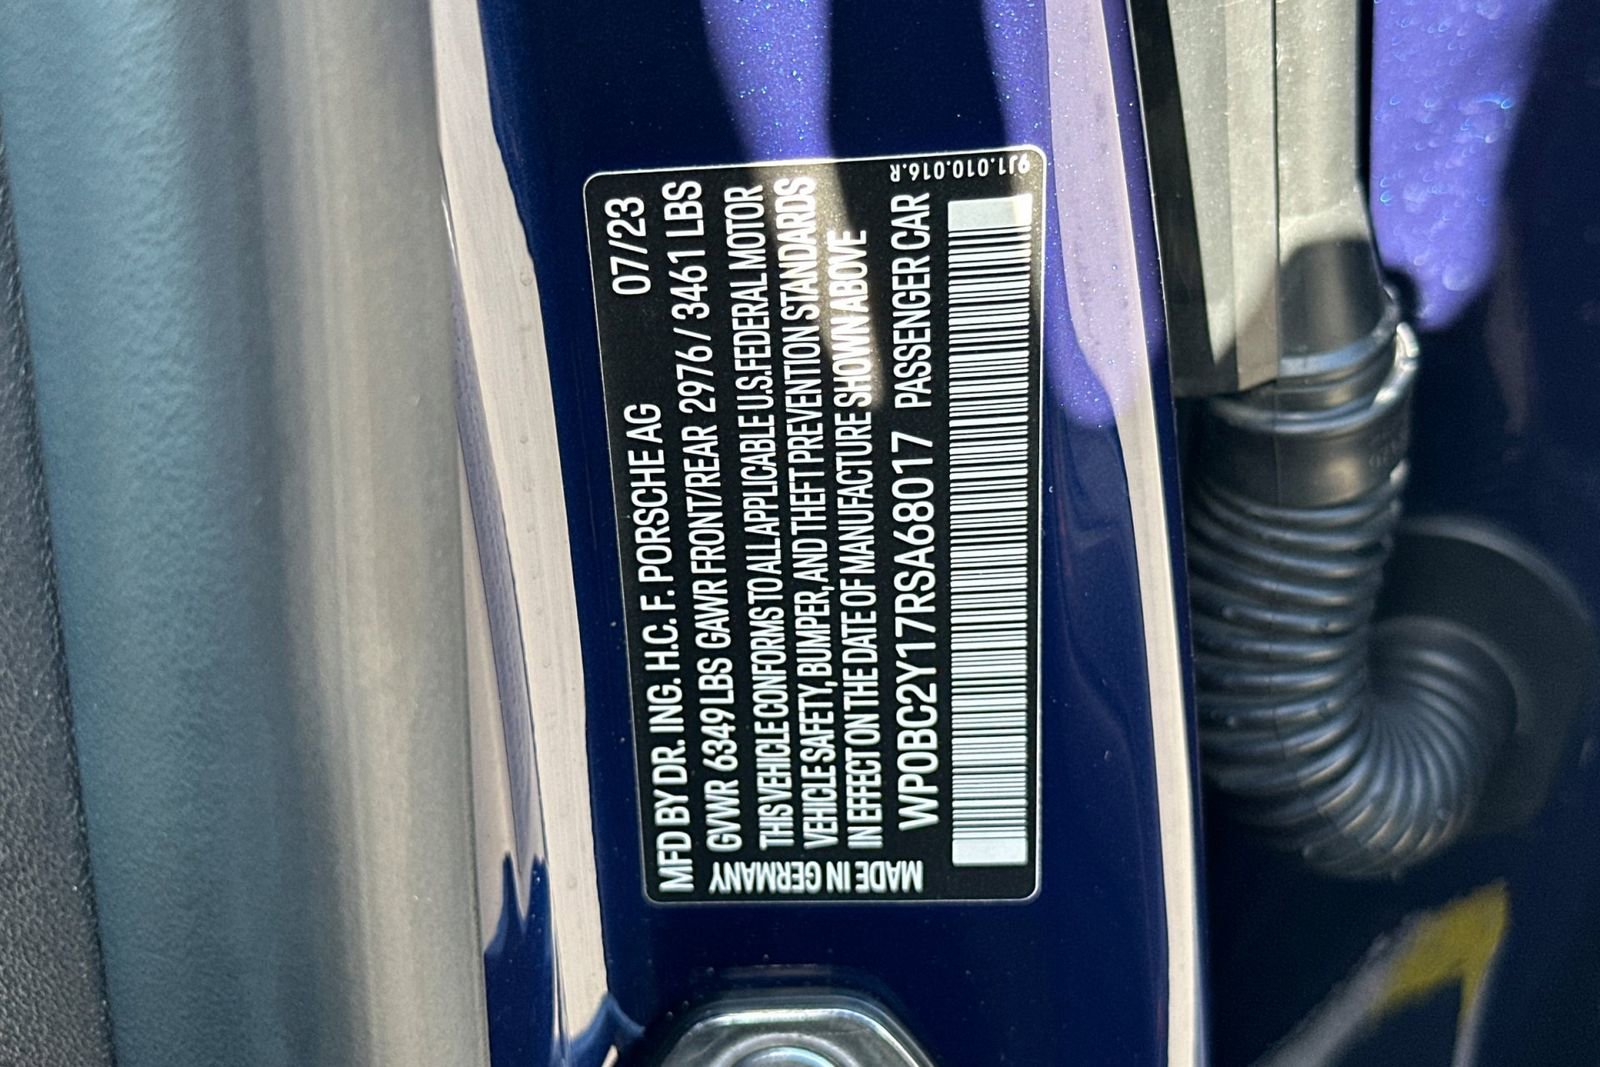 MFD BY DR. ING. H.C. F. PORSCHE AG 07/23
GVWR 6349 LBS GAWR FRONT/REAR 2976 / 3461 LBS
THIS VEHICLE CONFORMS TO ALL APPLICABLE U.S. FEDERAL MOTOR
VEHICLE SAFETY, BUMPER, AND THEFT PREVENTION STANDARDS
IN EFFECT ON THE DATE OF MANUFACTURE SHOWN ABOVE
WP0BC2Y17RSA68017 PASSENGER CAR
MADE IN GERMANY
9J1.010.016.R